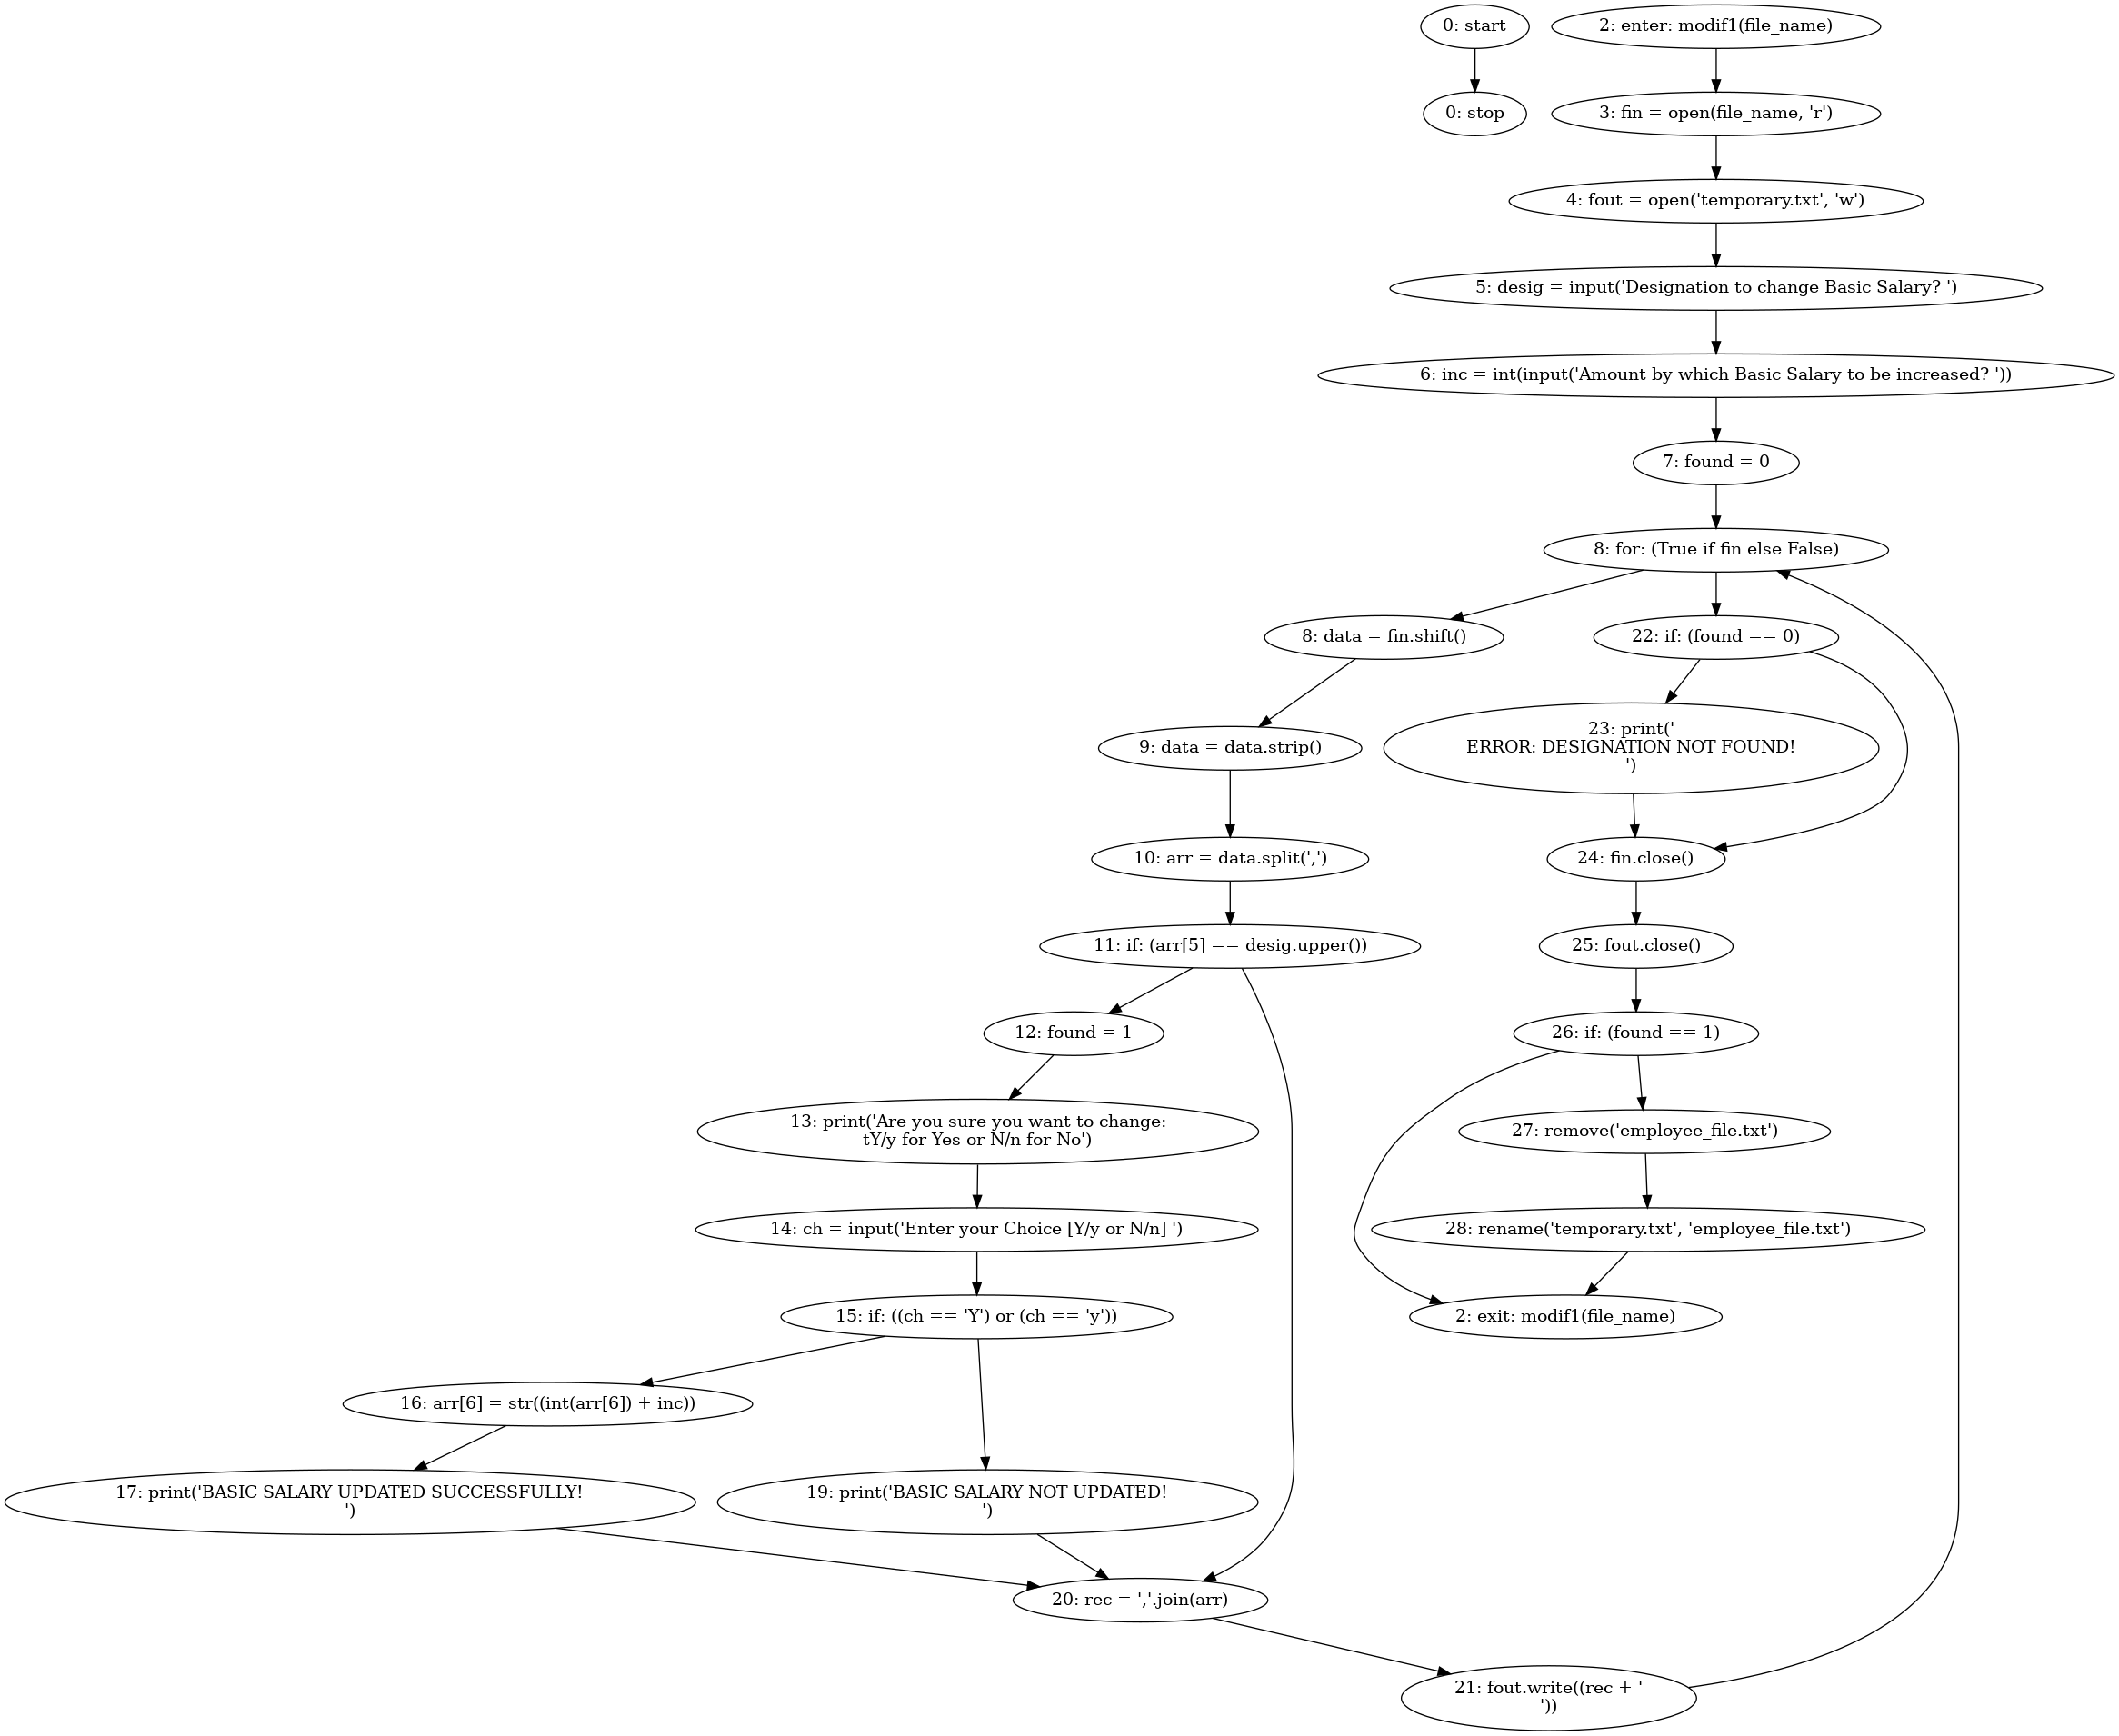 0: start
2: enter: modif1(file_name)
0: stop
3: fin = open(file_name, 'r')
4: fout = open('temporary.txt', 'w')
5: desig = input('Designation to change Basic Salary? ')
6: inc = int(input('Amount by which Basic Salary to be increased? '))
7: found = 0
8: for: (True if fin else False)
8: data = fin.shift()
22: if: (found == 0)
9: data = data.strip()
23: print('
ERROR: DESIGNATION NOT FOUND!
')
10: arr = data.split(',')
24: fin.close()
11: if: (arr[5] == desig.upper())
25: fout.close()
12: found = 1
26: if: (found == 1)
13: print('Are you sure you want to change:
tY/y for Yes or N/n for No')
27: remove('employee_file.txt')
14: ch = input('Enter your Choice [Y/y or N/n] ')
28: rename('temporary.txt', 'employee_file.txt')
15: if: ((ch == 'Y') or (ch == 'y'))
2: exit: modif1(file_name)
16: arr[6] = str((int(arr[6]) + inc))
17: print('BASIC SALARY UPDATED SUCCESSFULLY!
')
19: print('BASIC SALARY NOT UPDATED!
')
20: rec = ','.join(arr)
21: fout.write((rec + '
'))